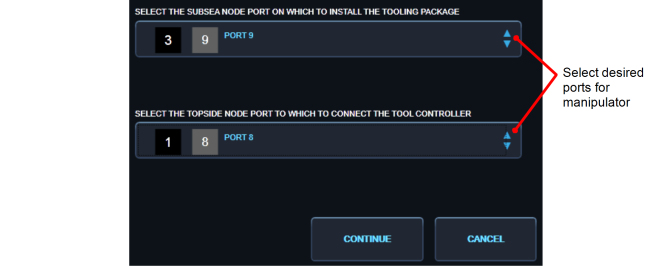 SELECT THE SUBSEA NODE PORT ON WHICH TO INSTALL THE TOOLING PACKAGE
3 9 PORT 9
Select desired
ports for
manipulator
SELECT THE TOPSIDE NODE PORT TO WHICH TO CONNECT THE TOOL CONTROLLER
1 8 PORT 8
CONTINUE CANCEL